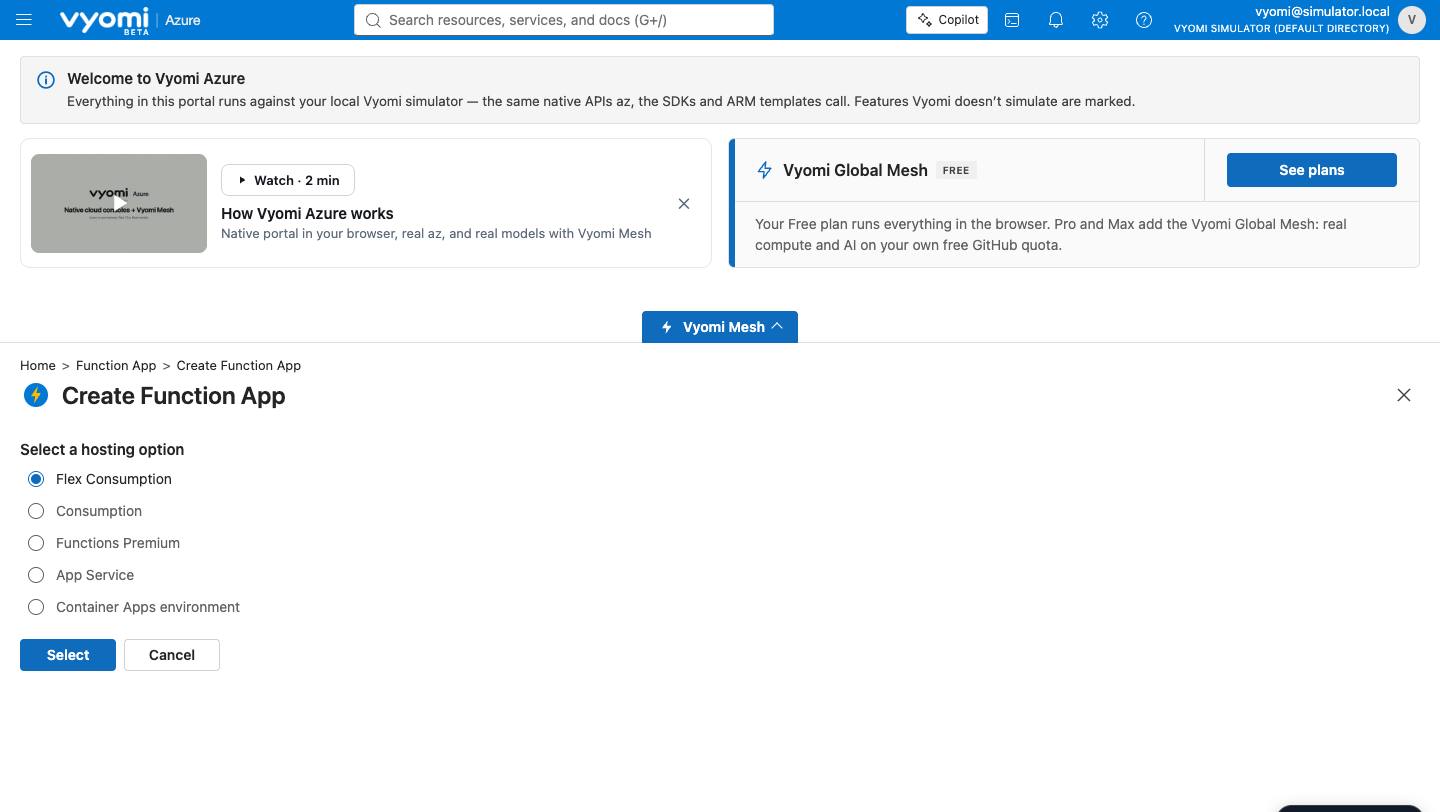 vyomi
BETA
Azure
Search resources, services, and docs (G+/)
Copilot
vyomi@simulator.local
VYOMI SIMULATOR (DEFAULT DIRECTORY)
V
Welcome to Vyomi Azure
Everything in this portal runs against your local Vyomi simulator — the same native APIs az, the SDKs and ARM templates call. Features Vyomi doesn't simulate are marked.
vyomi Azure
Native cloud consoles + Vyomi Mesh
Watch · 2 min
How Vyomi Azure works
Native portal in your browser, real az, and real models with Vyomi Mesh
Vyomi Global Mesh FREE
See plans
Your Free plan runs everything in the browser. Pro and Max add the Vyomi Global Mesh: real
compute and AI on your own free GitHub quota.
Vyomi Mesh
Home > Function App > Create Function App
Create Function App
Select a hosting option
Flex Consumption
Consumption
Functions Premium
App Service
Container Apps environment
Select
Cancel